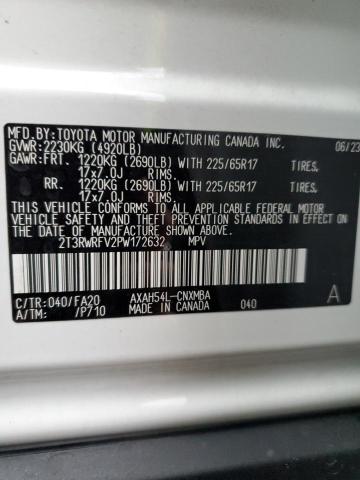 MFD.BY:TOYOTA MOTOR MANUFACTURING CANADA INC. 06/23
GVWR:2230KG (4920LB)
GAWR:FRT. 1220KG (2690LB) WITH 225/65R17 TIRES,
17x7.0J RIMS,
RR. 1220KG (2690LB) WITH 225/65R17 TIRES,
17x7.0J RIMS,
THIS VEHICLE CONFORMS TO ALL APPLICABLE FEDERAL MOTOR
VEHICLE SAFETY AND THEFT PREVENTION STANDARDS IN EFFECT
ON THE DATE OF MANUFACTURE SHOWN ABOVE.
2T3RWRFV2PW172632 MPV
C/TR:040/FA20 AXAH54L-CNXMBA 040 A
A/TM: /P710 MADE IN CANADA